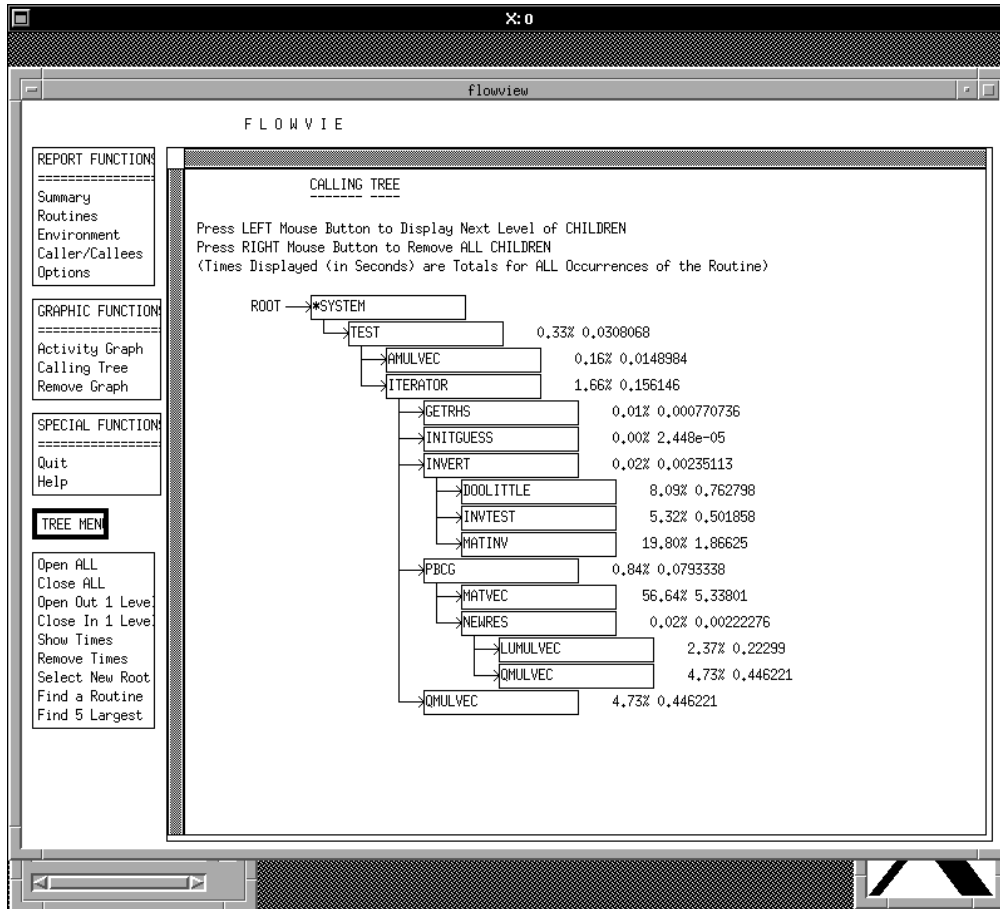 X:0
flowview
F L O W V I E
REPORT FUNCTIONS
================
Summary
Routines
Environment
Caller/Callees
Options
GRAPHIC FUNCTION
================
Activity Graph
Calling Tree
Remove Graph
SPECIAL FUNCTION
================
Quit
Help
TREE MEN
Open ALL
Close ALL
Open Out 1 Level
Close In 1 Level
Show Times
Remove Times
Select New Root
Find a Routine
Find 5 Largest
CALLING TREE
------- ----
Press LEFT Mouse Button to Display Next Level of CHILDREN
Press RIGHT Mouse Button to Remove ALL CHILDREN
(Times Displayed (in Seconds) are Totals for ALL Occurrences of the Routine)
ROOT *SYSTEM
TEST 0.33% 0.0308068
AMULVEC 0.16% 0.0148984
ITERATOR 1.66% 0.156146
GETRHS 0.01% 0.000770736
INITGUESS 0.00% 2.448e-05
INVERT 0.02% 0.00235113
DOOLITTLE 8.09% 0.762798
INVTEST 5.32% 0.501858
MATINV 19.80% 1.86625
PBCG 0.84% 0.0793338
MATVEC 56.64% 5.33801
NEWRES 0.02% 0.00222276
LUMULVEC 2.37% 0.22299
QMULVEC 4.73% 0.446221
QMULVEC 4.73% 0.446221